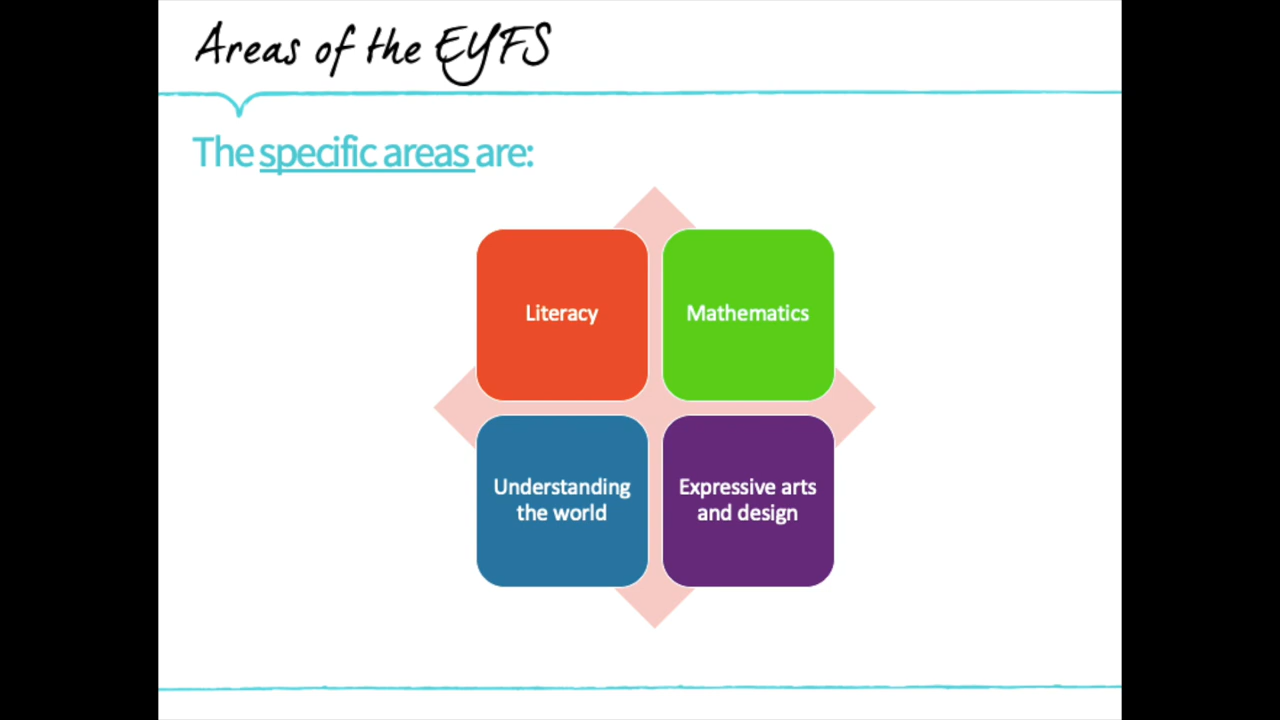 Areas of the EYFS
The specific areas are:
Literacy
Mathematics
Understanding
the world
Expressive arts
and design